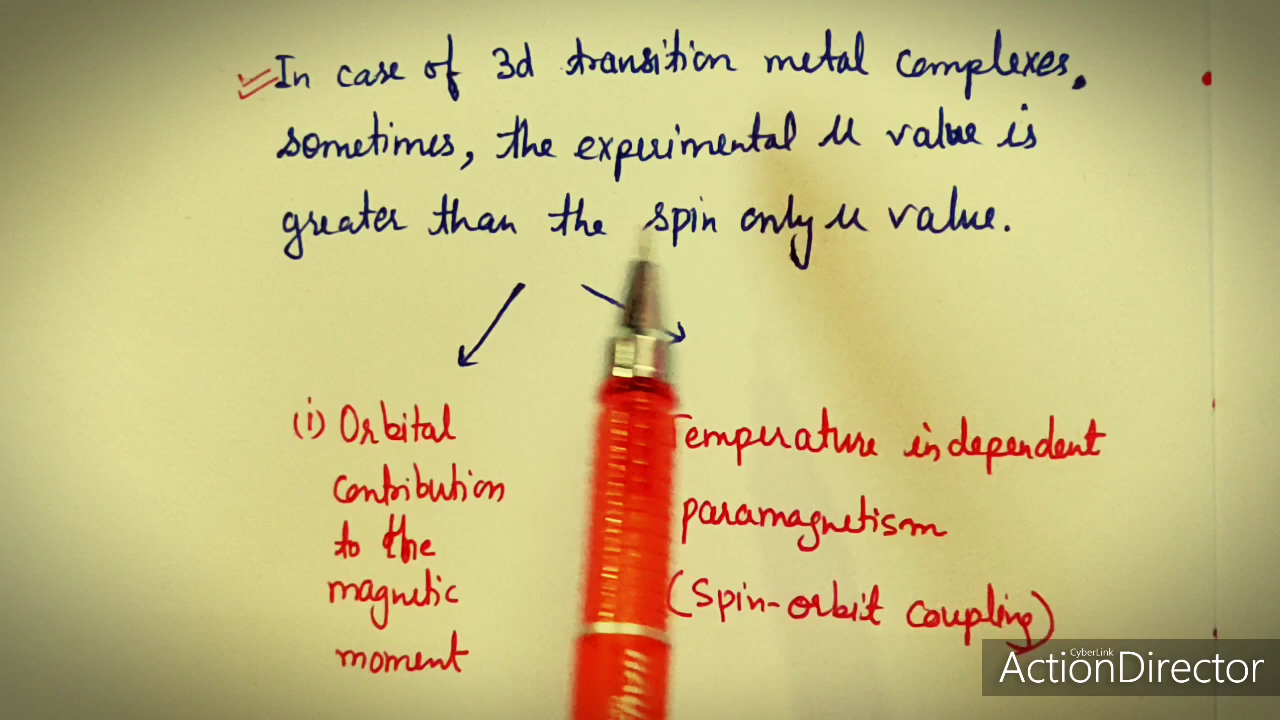 In case of 3d transition metal complexes.
sometimes, the experimental μ value is
greater than the spin only μ value.
(i) Orbital
contribution
to the
magnetic
moment
Temperature independent
paramagnetism
(Spin-orbit coupling)
CyberLink
ActionDirector